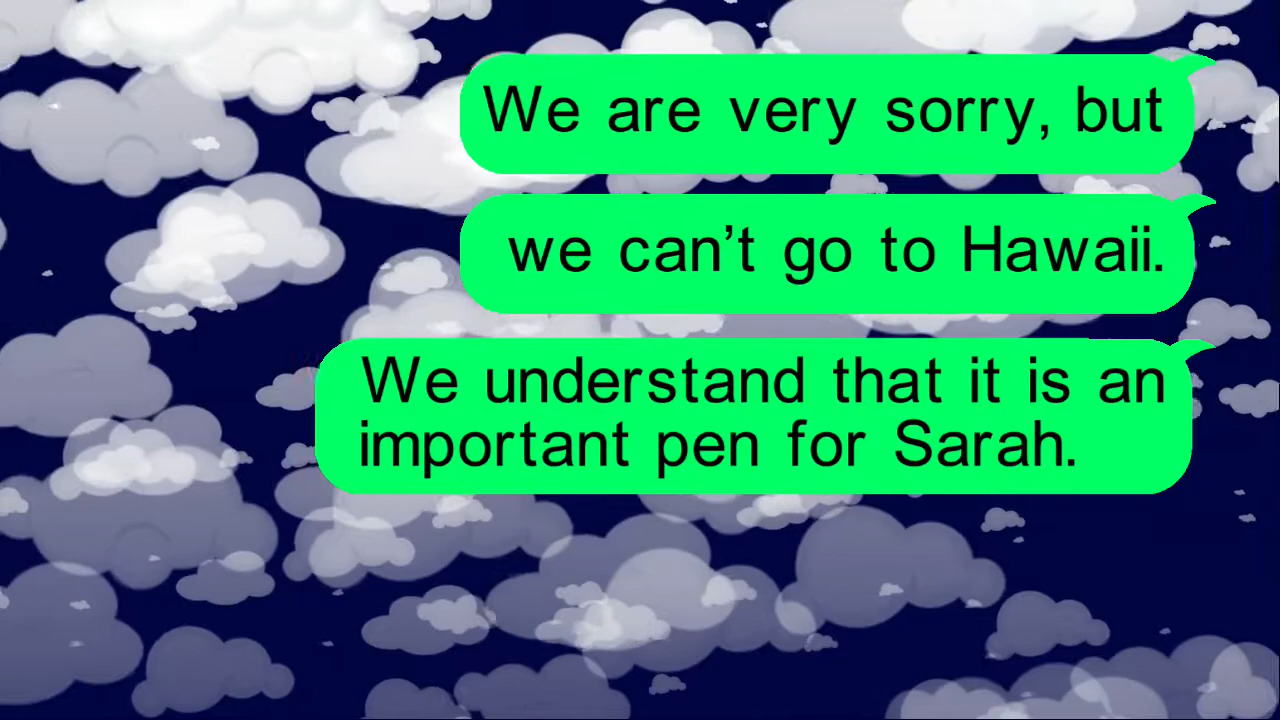 We are very sorry, but
we can’t go to Hawaii.
We understand that it is an
important pen for Sarah.